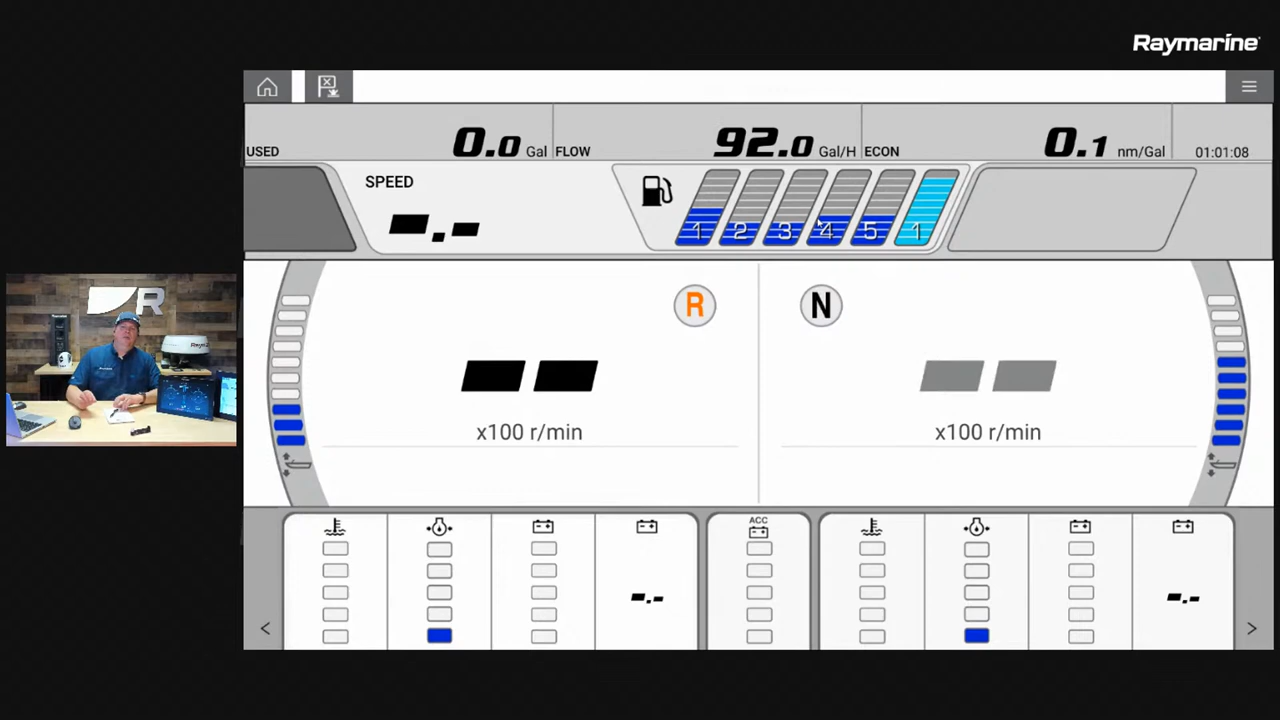 Raymarine
USED 0.0 Gal FLOW 92.0 Gal/H ECON 0.1 nm/Gal 01:01:08
SPEED
-.-
1 2 3 4 5 1
R N
x100 r/min x100 r/min
ACC
-.- -.-
< >